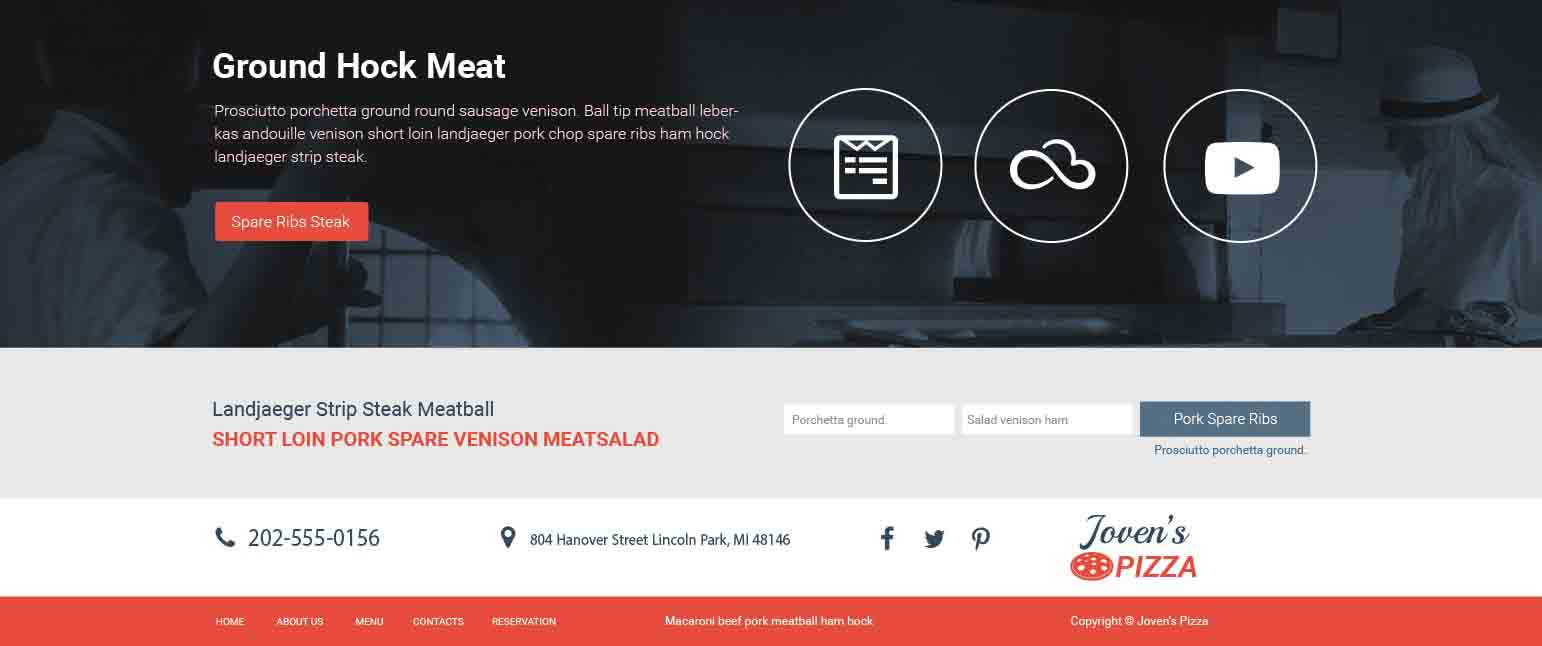 Ground Hock Meat
Prosciutto porchetta ground round sausage venison. Ball tip meatball leber-
kas andouille venison short loin landjaeger pork chop spare ribs ham hock
landjaeger strip steak.
Spare Ribs Steak
Landjaeger Strip Steak Meatball
SHORT LOIN PORK SPARE VENISON MEATSALAD
Porchetta ground.
Salad venison ham
Pork Spare Ribs
Prosciutto porchetta ground.
202-555-0156
804 Hanover Street Lincoln Park, MI 48146
Joven's
PIZZA
HOME ABOUT US MENU CONTACTS RESERVATION
Macaroni beef pork meatball ham hock
Copyright © Joven's Pizza